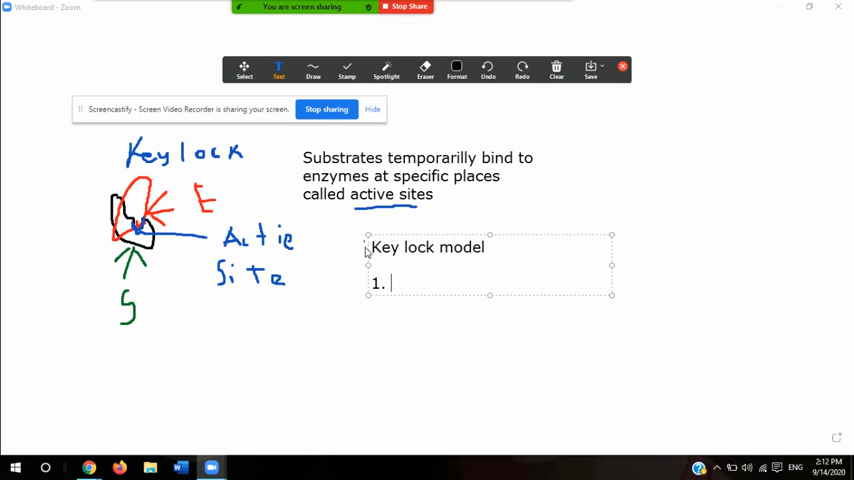 Whiteboard - Zoom
You are screen sharing
Stop Share
Select
Text
Draw
Stamp
Spotlight
Eraser
Format
Undo
Redo
Clear
Save
Screencastify - Screen Video Recorder is sharing your screen.
Stop sharing
Hide
Key lock
Substrates temporarilly bind to
enzymes at specific places
called active sites
E
Actie
Site
S
Key lock model
1.
ENG
2:12 PM
9/14/2020